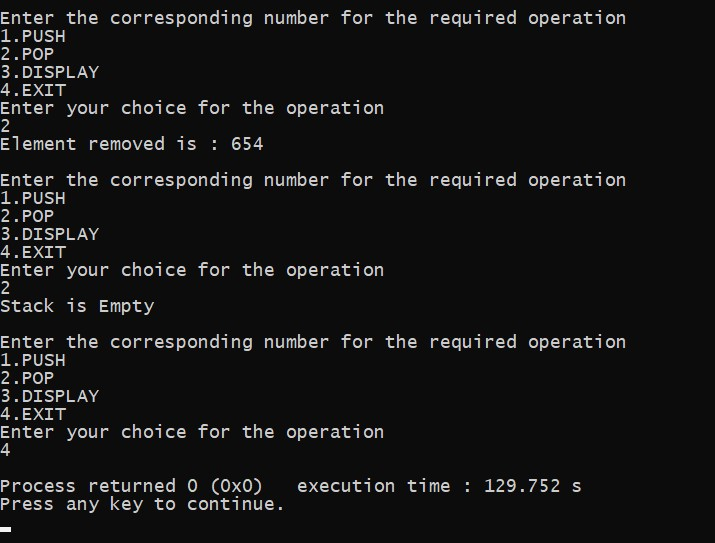 Enter the corresponding number for the required operation
1.PUSH
2.POP
3.DISPLAY
4.EXIT
Enter your choice for the operation
2
Element removed is : 654
Enter the corresponding number for the required operation
1.PUSH
2.POP
3.DISPLAY
4.EXIT
Enter your choice for the operation
2
Stack is Empty
Enter the corresponding number for the required operation
1.PUSH
2.POP
3.DISPLAY
4.EXIT
Enter your choice for the operation
4
Process returned 0 (0x0)   execution time : 129.752 s
Press any key to continue.